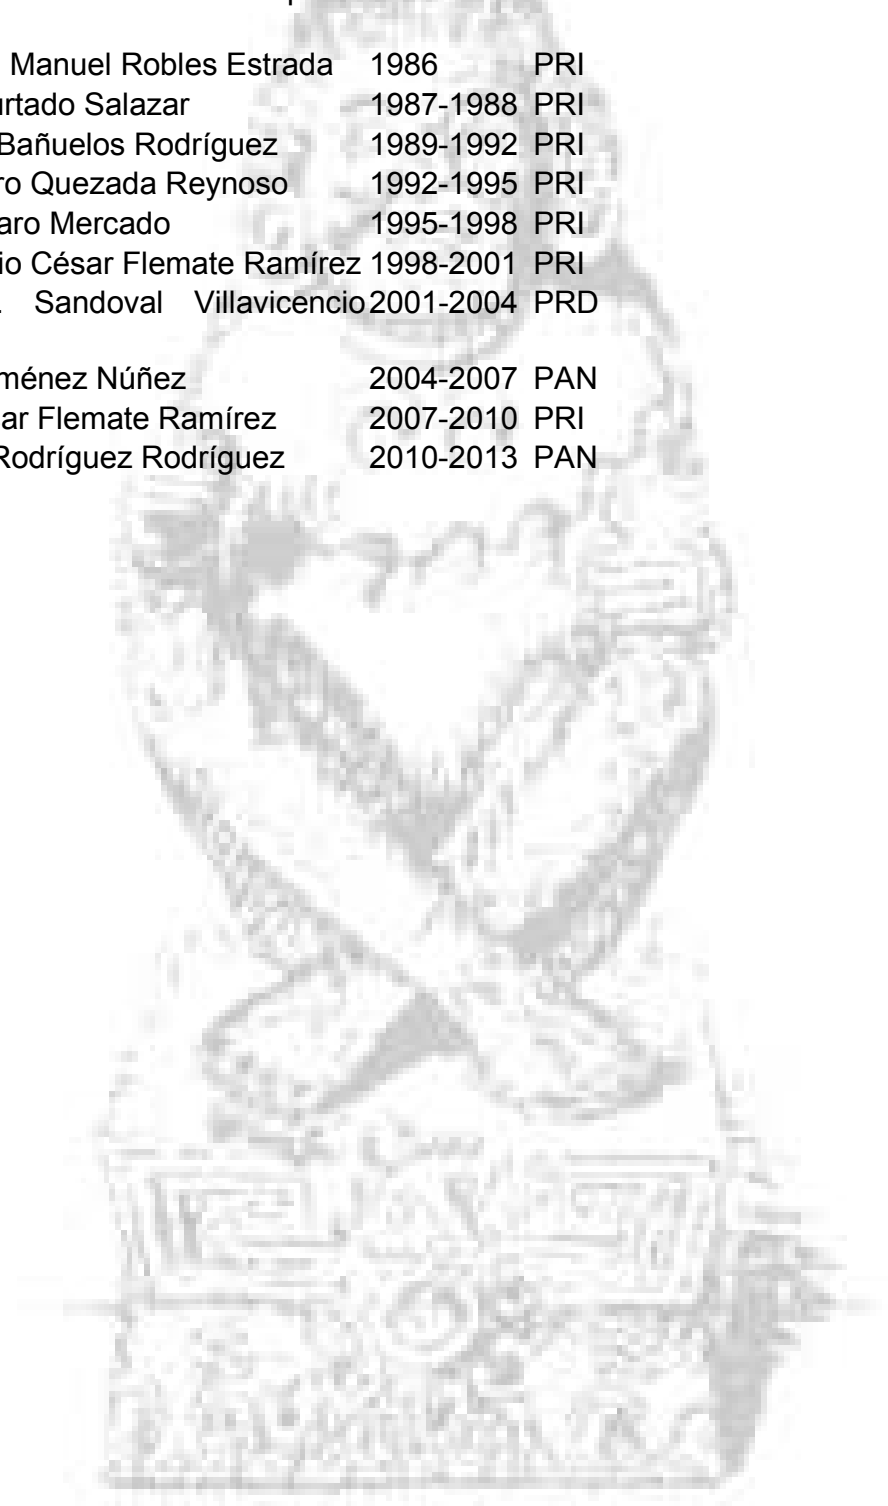 Manuel Robles Estrada 1986 PRI
urtado Salazar 1987-1988 PRI
Bañuelos Rodríguez 1989-1992 PRI
ro Quezada Reynoso 1992-1995 PRI
aro Mercado 1995-1998 PRI
io César Flemate Ramírez 1998-2001 PRI
. Sandoval Villavicencio 2001-2004 PRD
ménez Núñez 2004-2007 PAN
ar Flemate Ramírez 2007-2010 PRI
Rodríguez Rodríguez 2010-2013 PAN